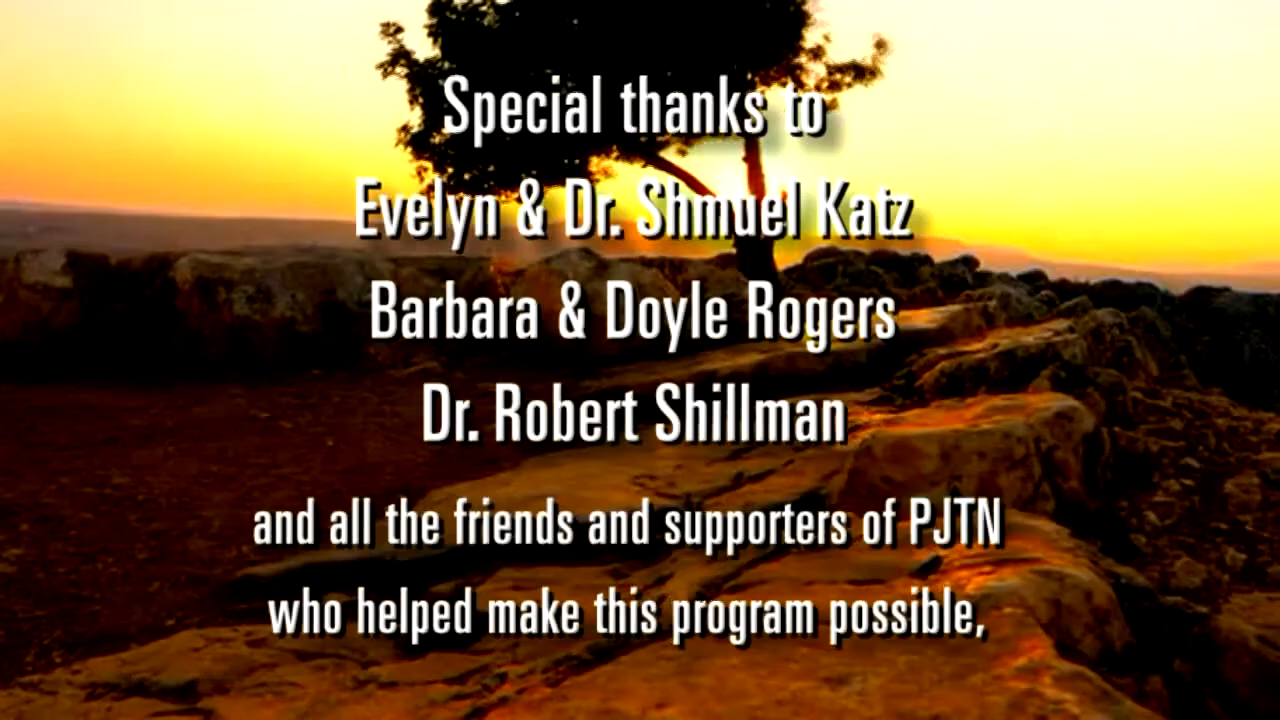 Special thanks to
Evelyn & Dr. Shmuel Katz
Barbara & Doyle Rogers
Dr. Robert Shillman
and all the friends and supporters of PJTN
who helped make this program possible,